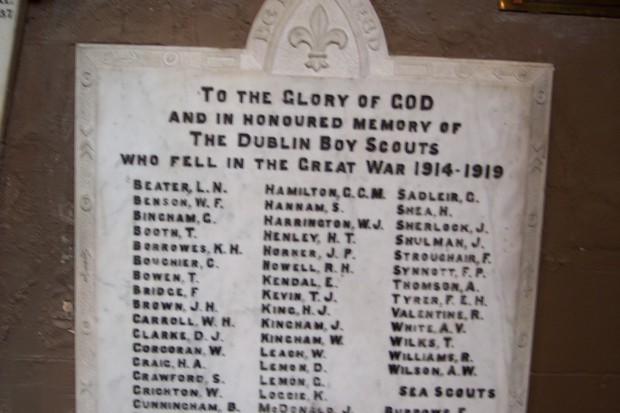 TO THE GLORY OF GOD
AND IN HONOURED MEMORY OF
THE DUBLIN BOY SCOUTS
WHO FELL IN THE GREAT WAR 1914-1919
BEATER, L.N.
BENSON, W.F.
BINGHAM, G.
BOOTH, T.
BORROWES, K.H.
BOUCHIER, C.
BOWEN, T.
BRIDGE, F
BROWN, J.H.
CARROLL, W.H.
CLARKE, D.J.
CORCORAN, W.
CRAIG, H.A.
CRAWFORD, S.
CRICHTON, W.
CUNNINGHAM, B.
HAMILTON, G.C.M.
HANNAM, S.
HARRINGTON, W.J.
HENLEY, H.T.
HORNER, J.P.
HOWELL, R.H.
KENDAL, E.
KEVIN, T.J.
KING, H.J.
KINGHAM, J.
KINGHAM, W.
LEACH, W.
LEMON, D.
LEMON, G.
LOGGIE, K.
MCDONALD, J.
SADLEIR, G.
SHEA, H.
SHERLOCK, J.
SHULMAN, J.
STROUGHAIR, F.
SYNNOTT, F.P.
THOMSON, A.
TYRER, F.E.H.
VALENTINE, R.
WHITE, A.V.
WILKS, T.
WILLIAMS, R.
WILSON, A.W.
SEA SCOUTS
BURROWES, F.